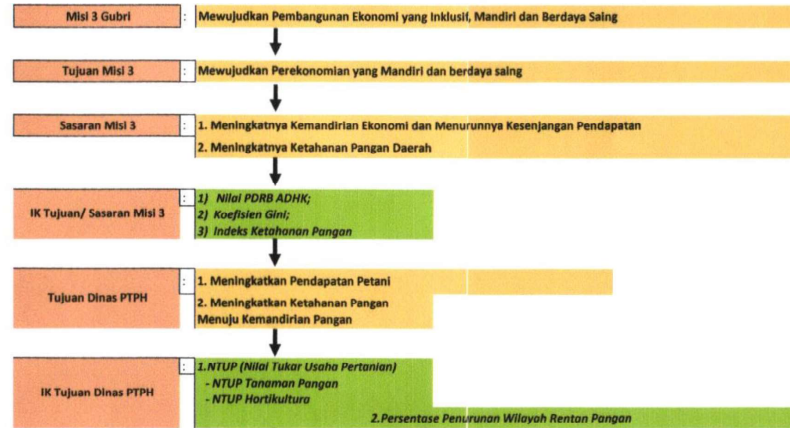 Misi 3 Gubri : Mewujudkan Pembangunan Ekonomi yang Inklusif, Mandiri dan Berdaya Saing
Tujuan Misi 3 : Mewujudkan Perekonomian yang Mandiri dan berdaya saing
Sasaran Misi 3 : 1. Meningkatnya Kemandirian Ekonomi dan Menurunnya Kesenjangan Pendapatan
2. Meningkatnya Ketahanan Pangan Daerah
IK Tujuan/ Sasaran Misi 3 : 1) Nilai PDRB ADHK;
2) Koefisien Gini;
3) Indeks Ketahanan Pangan
Tujuan Dinas PTPH : 1. Meningkatkan Pendapatan Petani
2. Meningkatkan Ketahanan Pangan
Menuju Kemandirian Pangan
IK Tujuan Dinas PTPH : 1.NTUP (Nilai Tukar Usaha Pertanian)
- NTUP Tanaman Pangan
- NTUP Hortikultura
2.Persentase Penurunan Wilayah Rentan Pangan